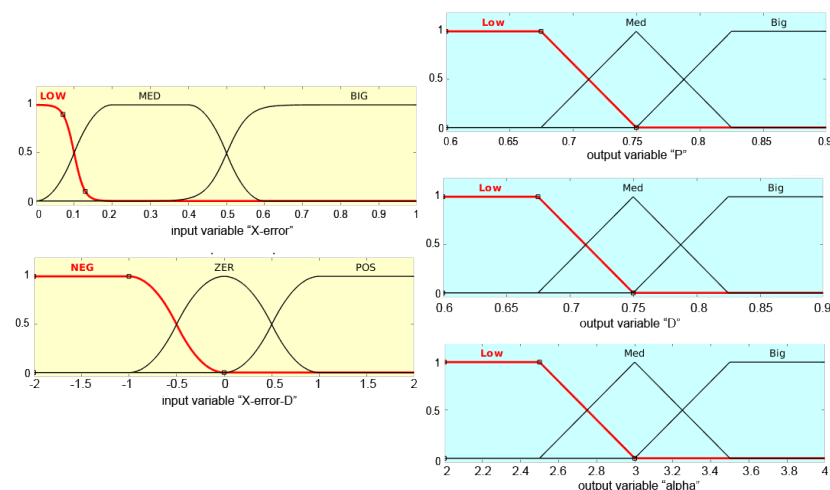 LOW MED BIG
1
0.5
0
0 0.1 0.2 0.3 0.4 0.5 0.6 0.7 0.8 0.9 1
input variable "X-error"
NEG ZER POS
1
0.5
0
-2 -1 -0.5 0 0.5 1 1.5 2
input variable "X-error-D"
Low Med Big
1
0.5
0
0.6 0.65 0.7 0.75 0.8 0.85 0.9
output variable "P"
Low Med Big
1
0.5
0
0.6 0.65 0.7 0.75 0.8 0.85 0.9
output variable "D"
Low Med Big
1
0.5
0
2 2.2 2.4 2.6 2.8 3 3.2 3.4 3.6 3.8 4
output variable "alpha"